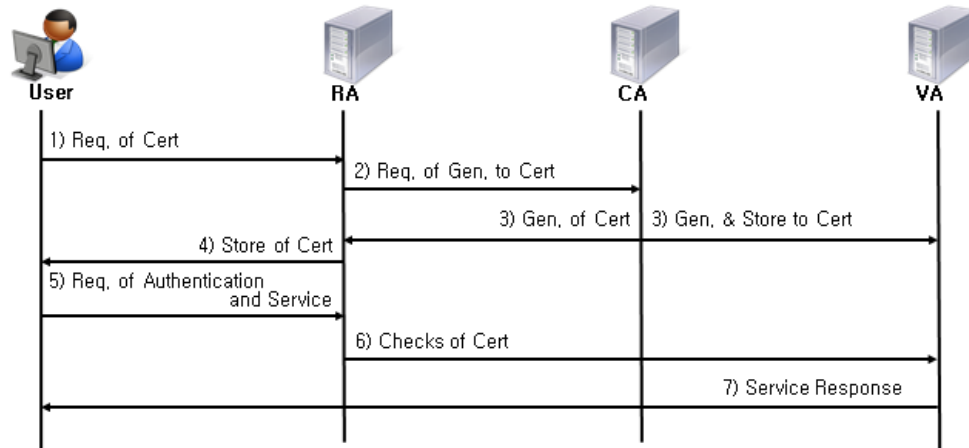 User
RA
CA
VA
1) Req. of Cert
2) Req. of Gen. to Cert
3) Gen. of Cert
3) Gen. & Store to Cert
4) Store of Cert
5) Req. of Authentication
and Service
6) Checks of Cert
7) Service Response